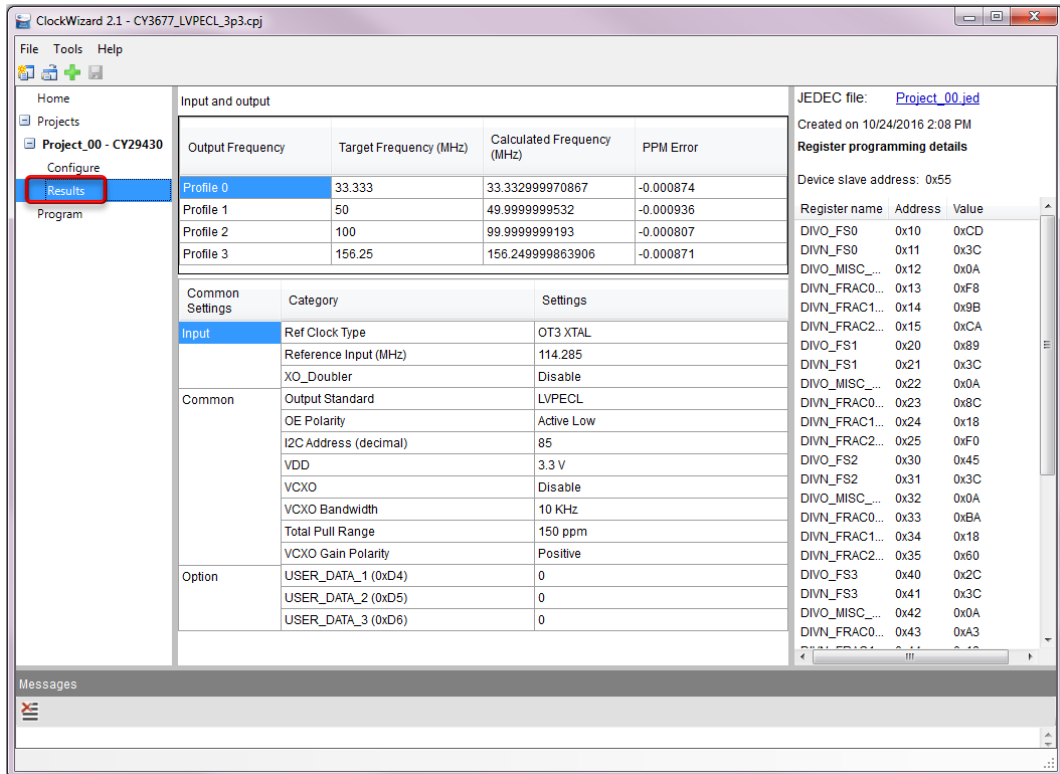 ClockWizard 2.1 - CY3677_LVPECL_3p3.cpj
File Tools Help
Home
Projects
Project_00 - CY29430
Configure
Results
Program
Input and output
Output Frequency Target Frequency (MHz) Calculated Frequency (MHz) PPM Error
Profile 0 33.333 33.332999970867 -0.000874
Profile 1 50 49.9999999532 -0.000936
Profile 2 100 99.9999999193 -0.000807
Profile 3 156.25 156.249999863906 -0.000871
Common Settings Category Settings
Input Ref Clock Type OT3 XTAL
Reference Input (MHz) 114.285
XO_Doubler Disable
Common Output Standard LVPECL
OE Polarity Active Low
I2C Address (decimal) 85
VDD 3.3 V
VCXO Disable
VCXO Bandwidth 10 KHz
Total Pull Range 150 ppm
VCXO Gain Polarity Positive
Option USER_DATA_1 (0xD4) 0
USER_DATA_2 (0xD5) 0
USER_DATA_3 (0xD6) 0
JEDEC file: Project_00.jed
Created on 10/24/2016 2:08 PM
Register programming details
Device slave address: 0x55
Register name Address Value
DIVO_FS0 0x10 0xCD
DIVN_FS0 0x11 0x3C
DIVO_MISC_... 0x12 0x0A
DIVN_FRAC0... 0x13 0xF8
DIVN_FRAC1... 0x14 0x9B
DIVN_FRAC2... 0x15 0xCA
DIVO_FS1 0x20 0x89
DIVN_FS1 0x21 0x3C
DIVO_MISC_... 0x22 0x0A
DIVN_FRAC0... 0x23 0x8C
DIVN_FRAC1... 0x24 0x18
DIVN_FRAC2... 0x25 0xF0
DIVO_FS2 0x30 0x45
DIVN_FS2 0x31 0x3C
DIVO_MISC_... 0x32 0x0A
DIVN_FRAC0... 0x33 0xBA
DIVN_FRAC1... 0x34 0x18
DIVN_FRAC2... 0x35 0x60
DIVO_FS3 0x40 0x2C
DIVN_FS3 0x41 0x3C
DIVO_MISC_... 0x42 0x0A
DIVN_FRAC0... 0x43 0xA3
Messages